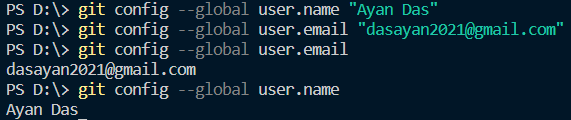 PS D:\> git config --global user.name "Ayan Das"
PS D:\> git config --global user.email "dasayan2021@gmail.com"
PS D:\> git config --global user.email
dasayan2021@gmail.com
PS D:\> git config --global user.name
Ayan Das